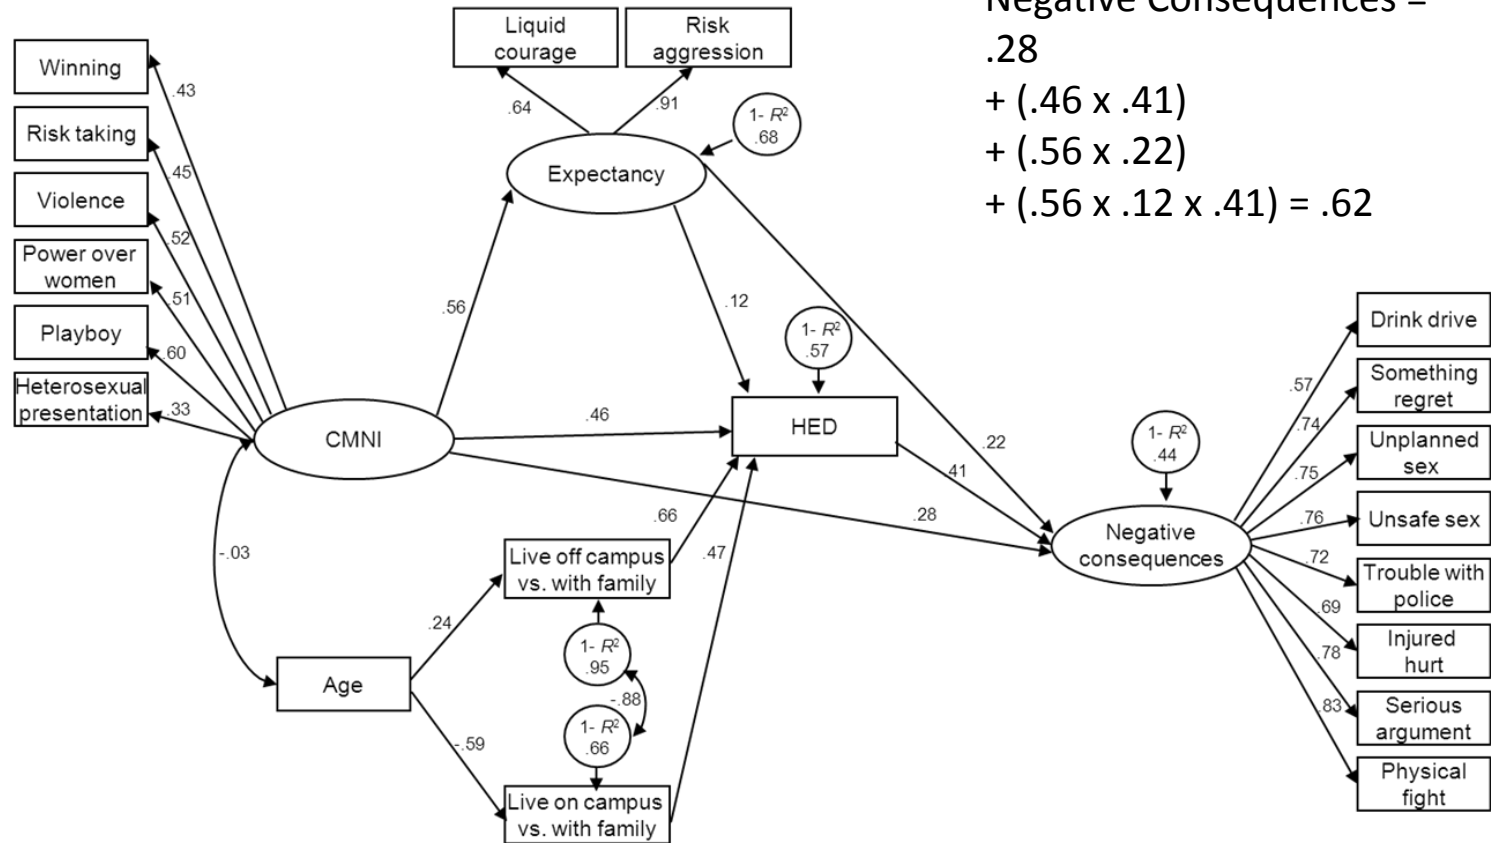 Negative Consequences =
.28
+ (.46 x .41)
+ (.56 x .22)
+ (.56 x .12 x .41) = .62
Liquid
courage
Risk
aggression
.64
.91
1- R²
.68
Expectancy
Winning
Risk taking
Violence
Power over
women
Playboy
Heterosexual
presentation
.43
.45
.52
.51
.60
.33
CMNI
.56
.12
1- R²
.57
.46
HED
.22
.41
.28
.66
.47
-.03
Live off campus
vs. with family
.24
1- R²
.95
-.88
Age
1- R²
.66
-.59
Live on campus
vs. with family
1- R²
.44
Negative
consequences
.57
.74
.75
.76
.72
.69
.78
.83
Drink drive
Something
regret
Unplanned
sex
Unsafe sex
Trouble with
police
Injured
hurt
Serious
argument
Physical
fight